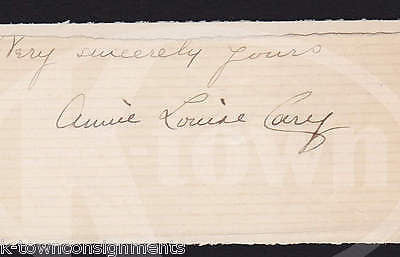 Very sincerely yours
Annie Louise Cary
k-town
k-townconsignments